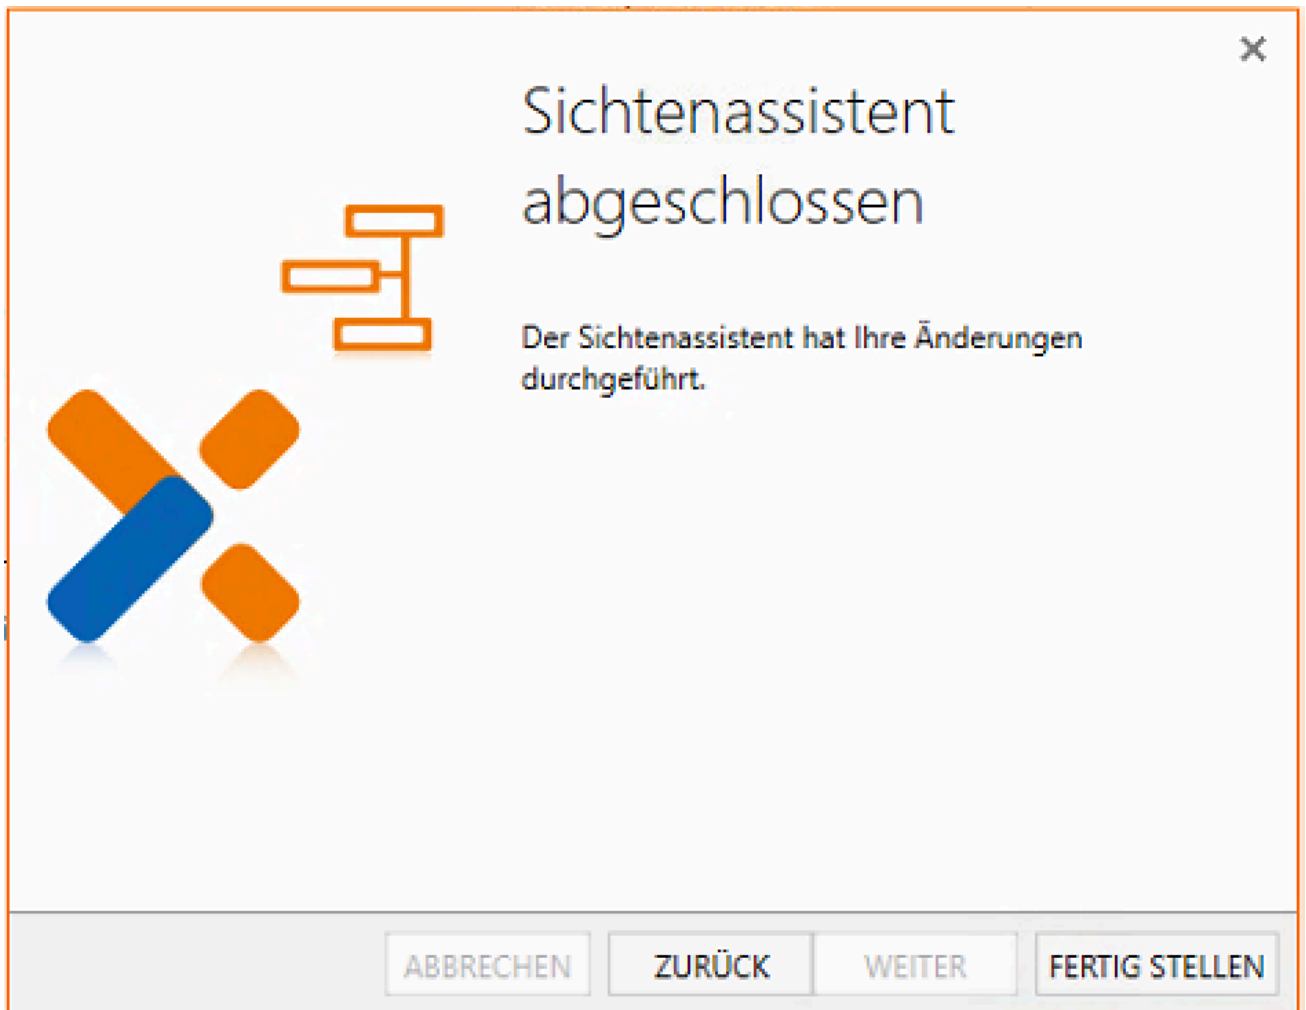 Sichtenassistent
abgeschlossen
Der Sichtenassistent hat Ihre Änderungen
durchgeführt.
ABBRECHEN
ZURÜCK
WEITER
FERTIG STELLEN